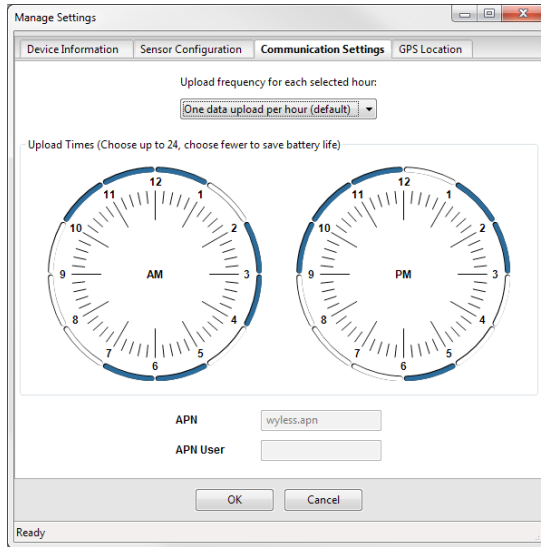 Manage Settings
Device Information Sensor Configuration Communication Settings GPS Location
Upload frequency for each selected hour:
One data upload per hour (default)
Upload Times (Choose up to 24, choose fewer to save battery life)
12
1
2
3
4
5
6
7
8
9
10
11
AM
12
1
2
3
4
5
6
7
8
9
10
11
PM
APN wyless.apn
APN User
OK Cancel
Ready